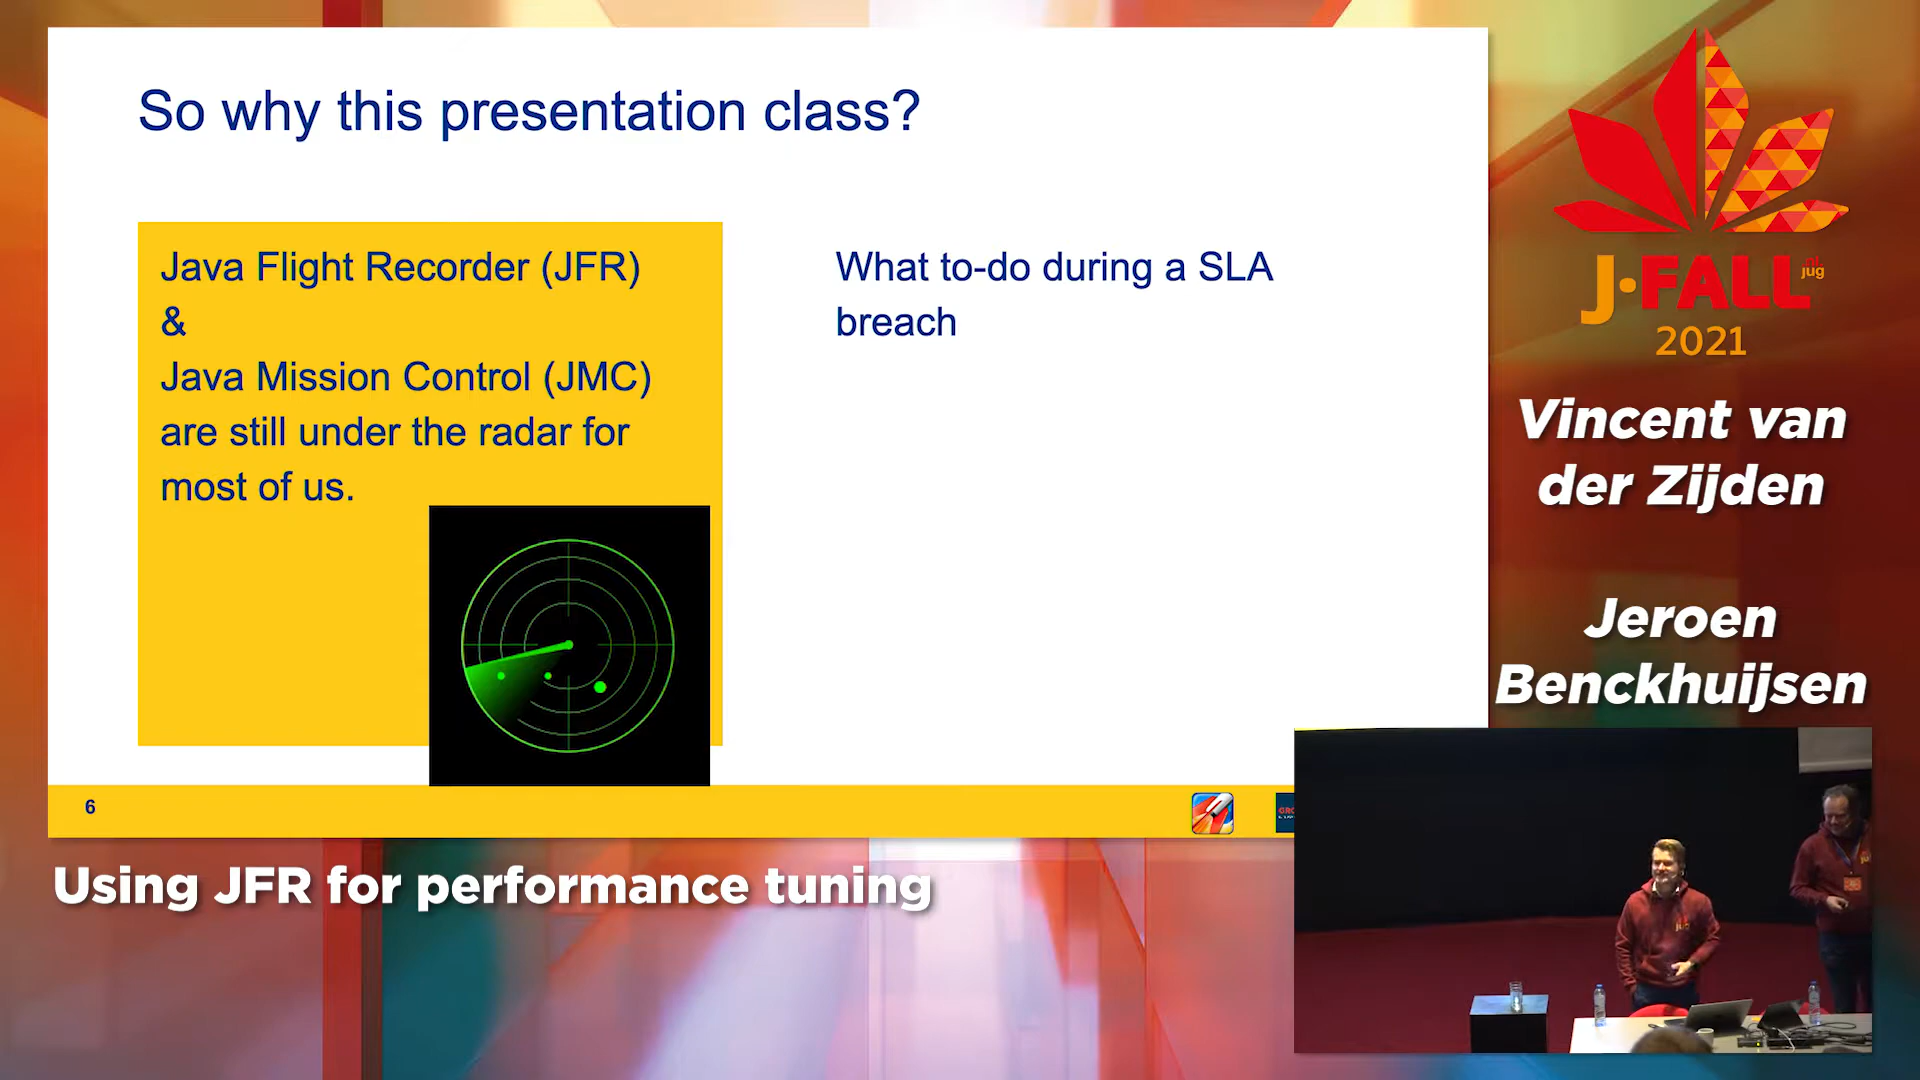 So why this presentation class?
Java Flight Recorder (JFR)
&
Java Mission Control (JMC)
are still under the radar for
most of us.
What to-do during a SLA
breach
6
J•FALL
nl
jug
2021
Vincent van
der Zijden
Jeroen
Benckhuijsen
Using JFR for performance tuning